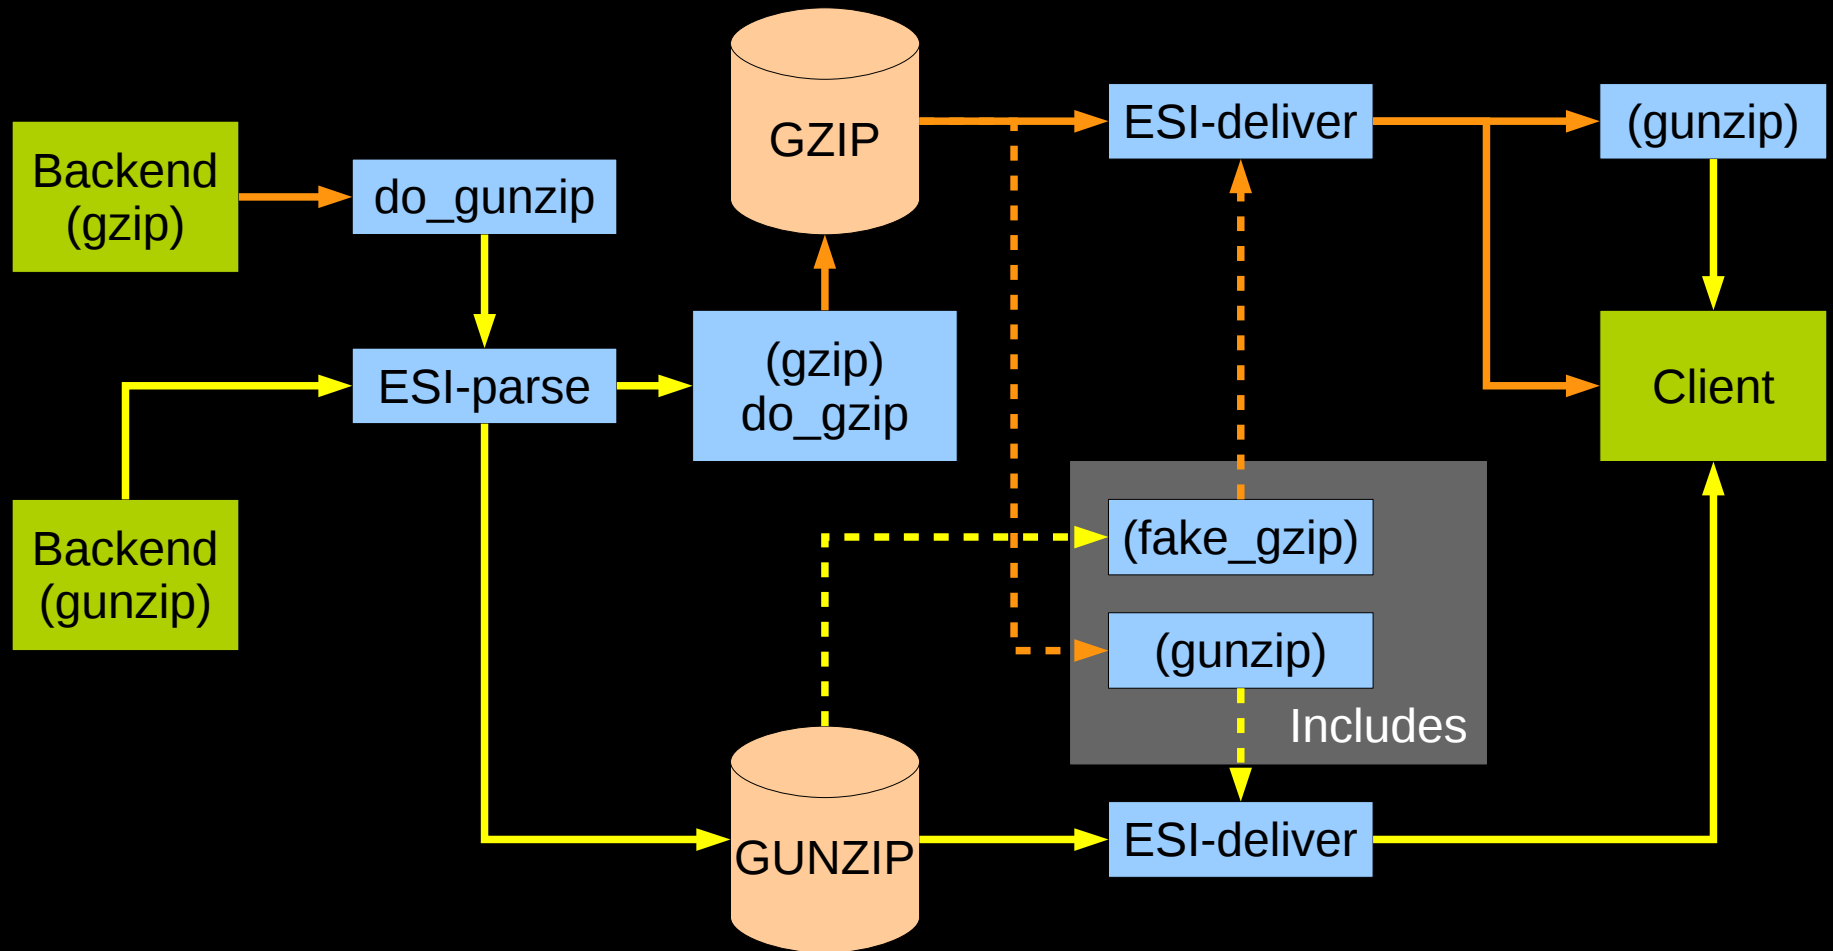 Backend
(gzip)
do_gunzip
GZIP
ESI-deliver
(gunzip)
ESI-parse
(gzip)
do_gzip
Client
Backend
(gunzip)
(fake_gzip)
(gunzip)
Includes
GUNZIP
ESI-deliver